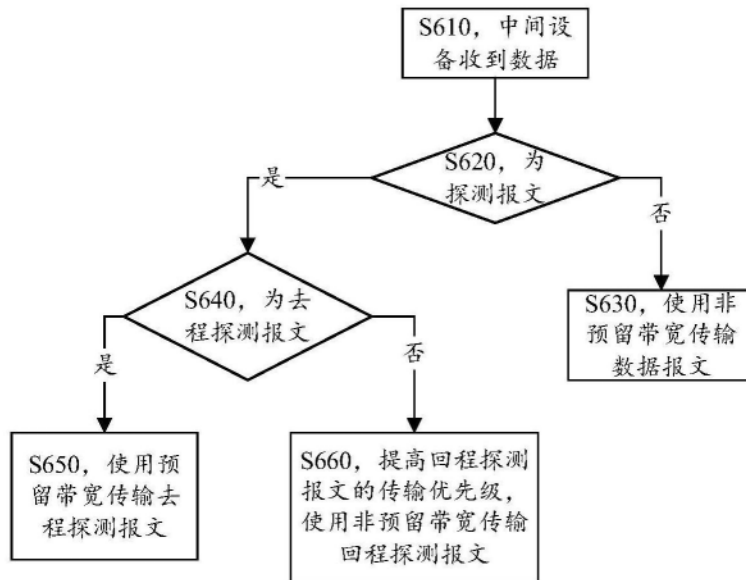 S610，中间设
备收到数据
S620，为
探测报文
是
否
S640，为去
程探测报文
S630，使用非
预留带宽传输
数据报文
是
否
S650，使用预
留带宽传输去
程探测报文
S660，提高回程探测
报文的传输优先级，
使用非预留带宽传输
回程探测报文